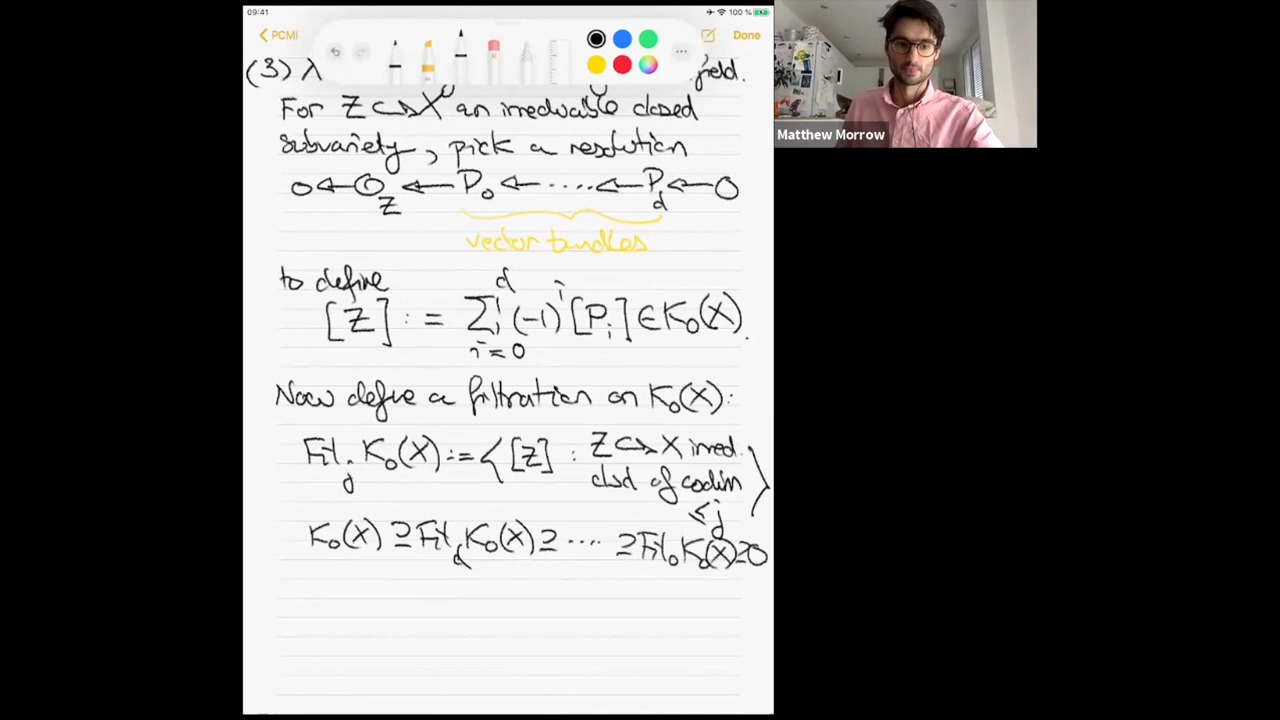 09:41
100 %
PCMI
Done
(3) λ field.
For Z ↪ X an irreducible closed
subvariety, pick a resolution
0 ← O_Z ← P_0 ← ..... ← P_d ← 0
vector bundles
to define
[Z] := ∑_{i=0}^{d} (-1)^i [P_i] ∈ K_0(X).
Now define a filtration on K_0(X):
Fil_j K_0(X) := < [Z] : Z ↪ X irred. clsd of codim ≤ j >
K_0(X) ⊇ Fil_d K_0(X) ⊇ .... ⊇ Fil_0 K_0(X) ⊇ 0
Matthew Morrow